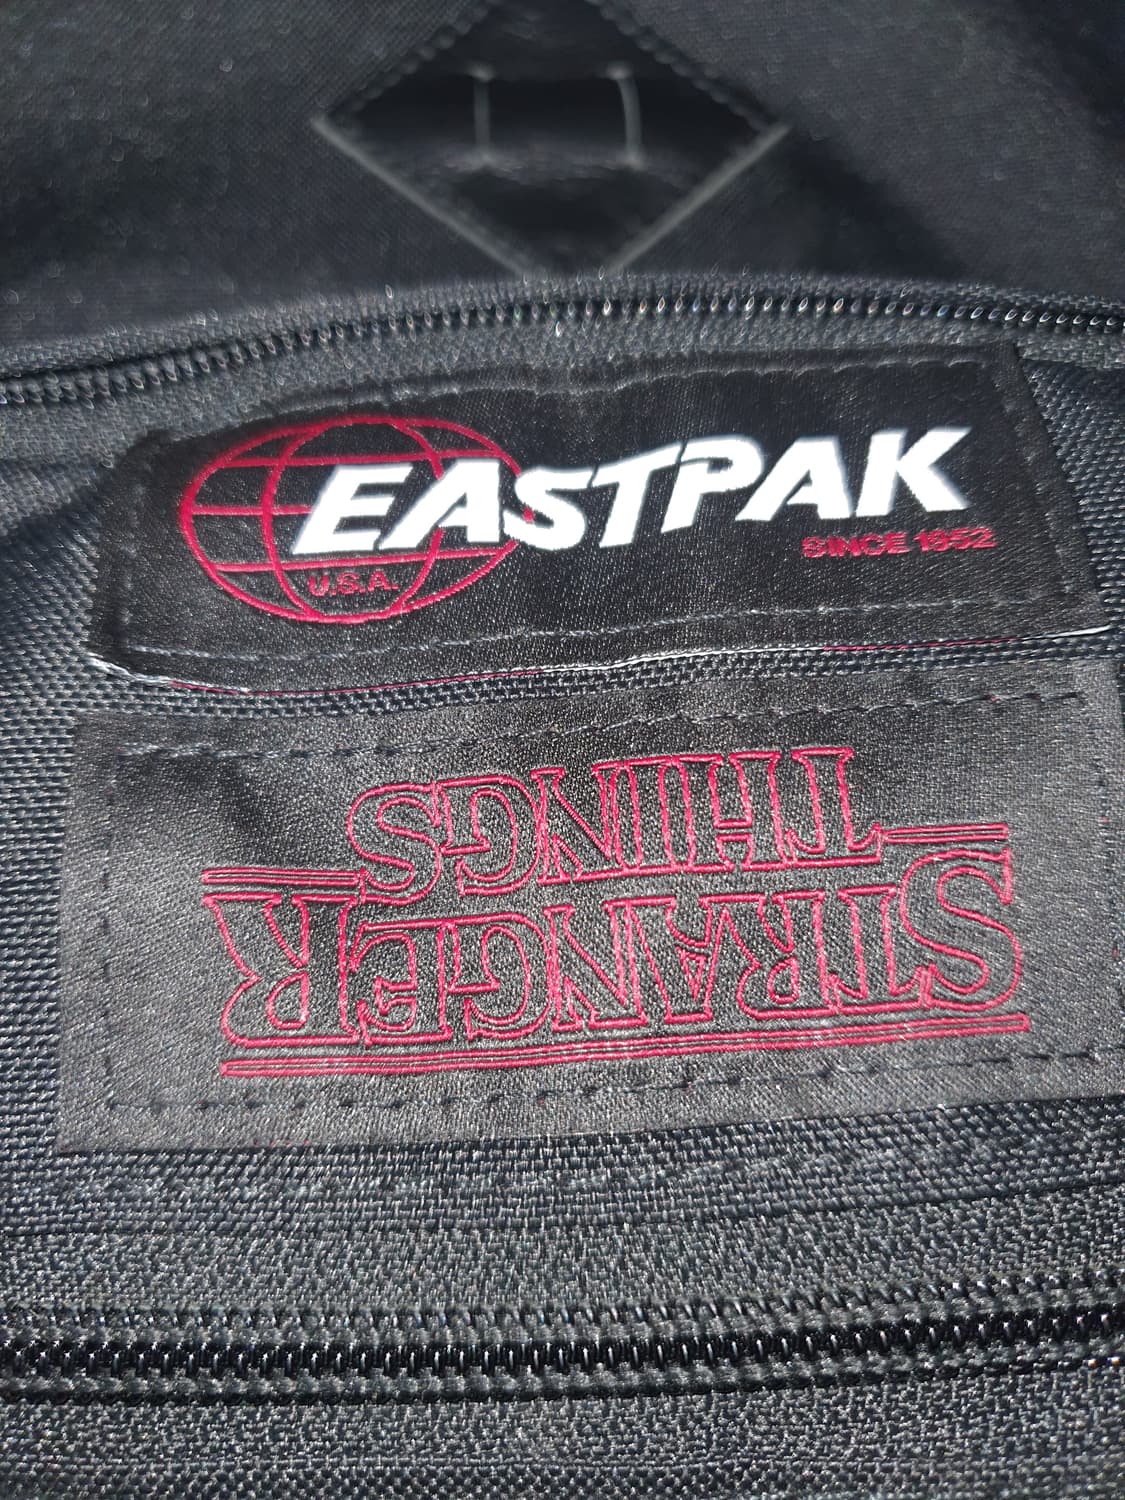 EASTPAK
SINCE 1952
U.S.A.
STRANGER
THINGS